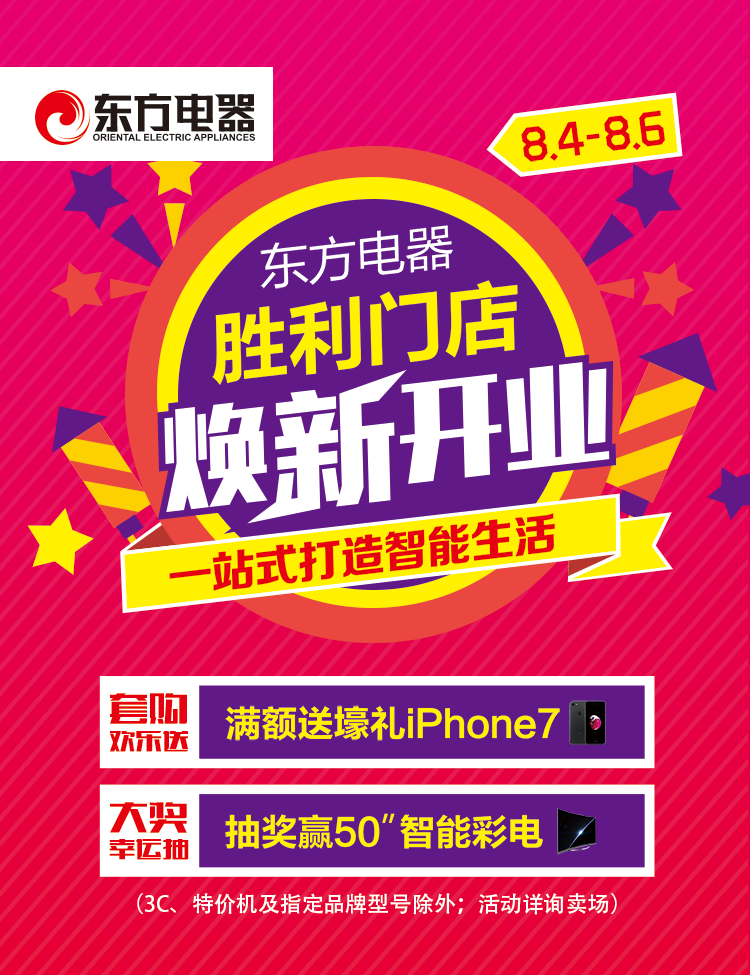 东方电器
ORIENTAL ELECTRIC APPLIANCES
8.4-8.6
东方电器
胜利门店
焕新开业
一站式打造智能生活
套购
欢乐送
满额送壕礼iPhone7
大奖
幸运抽
抽奖赢50”智能彩电
（3C、特价机及指定品牌型号除外；活动详询卖场）